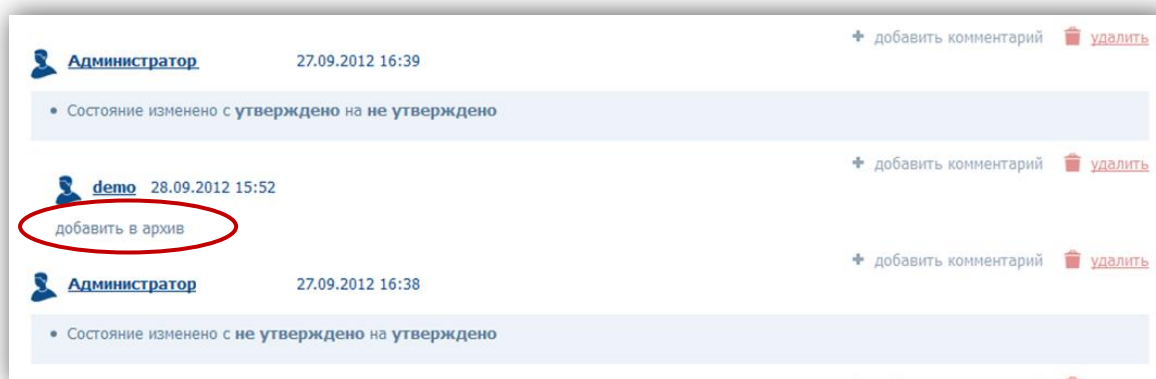 + добавить комментарий удалить
Администратор 27.09.2012 16:39
• Состояние изменено с утверждено на не утверждено
+ добавить комментарий удалить
demo 28.09.2012 15:52
добавить в архив
+ добавить комментарий удалить
Администратор 27.09.2012 16:38
• Состояние изменено с не утверждено на утверждено